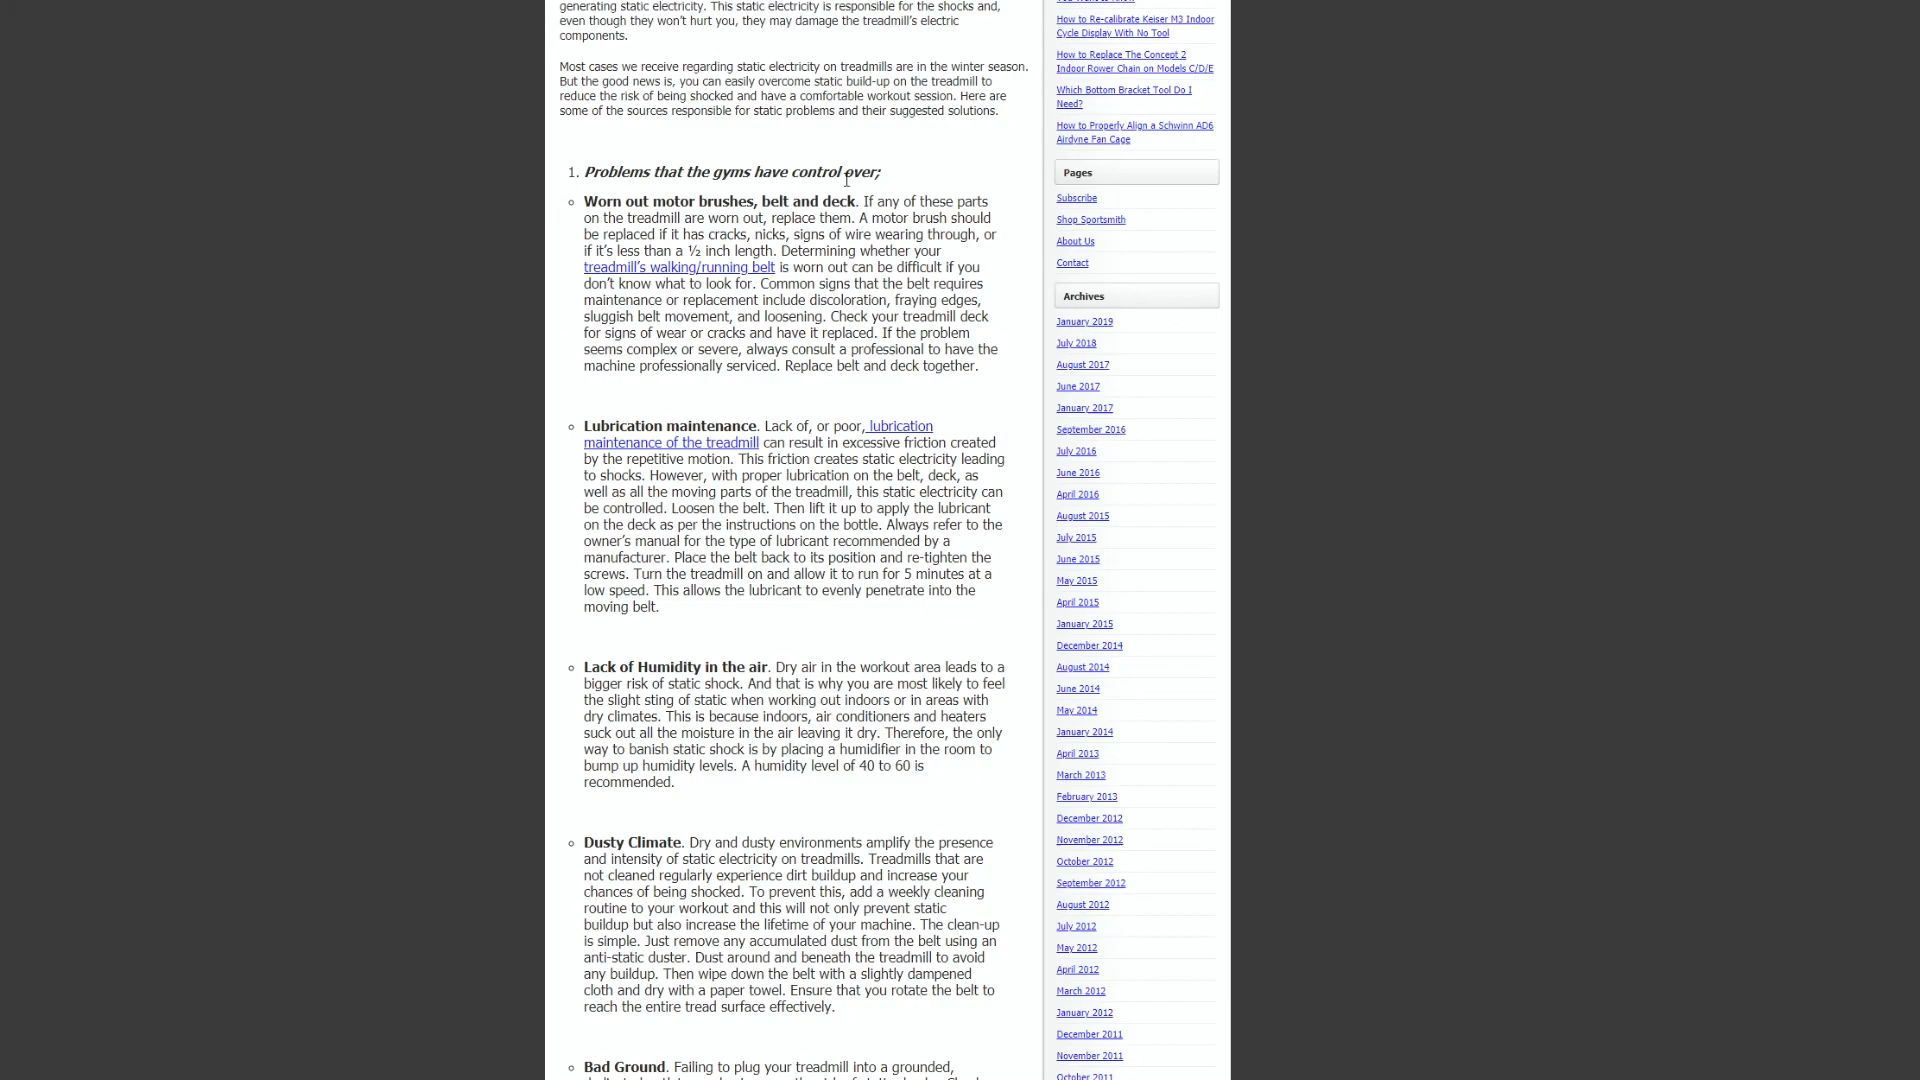 generating static electricity. This static electricity is responsible for the shocks and,
even though they won't hurt you, they may damage the treadmill's electric
components.
Most cases we receive regarding static electricity on treadmills are in the winter season.
But the good news is, you can easily overcome static build-up on the treadmill to
reduce the risk of being shocked and have a comfortable workout session. Here are
some of the sources responsible for static problems and their suggested solutions.
1. Problems that the gyms have control over;
Worn out motor brushes, belt and deck. If any of these parts
on the treadmill are worn out, replace them. A motor brush should
be replaced if it has cracks, nicks, signs of wire wearing through, or
if it's less than a ½ inch length. Determining whether your
treadmill's walking/running belt is worn out can be difficult if you
don't know what to look for. Common signs that the belt requires
maintenance or replacement include discoloration, fraying edges,
sluggish belt movement, and loosening. Check your treadmill deck
for signs of wear or cracks and have it replaced. If the problem
seems complex or severe, always consult a professional to have the
machine professionally serviced. Replace belt and deck together.
Lubrication maintenance. Lack of, or poor, lubrication
maintenance of the treadmill can result in excessive friction created
by the repetitive motion. This friction creates static electricity leading
to shocks. However, with proper lubrication on the belt, deck, as
well as all the moving parts of the treadmill, this static electricity can
be controlled. Loosen the belt. Then lift it up to apply the lubricant
on the deck as per the instructions on the bottle. Always refer to the
owner's manual for the type of lubricant recommended by a
manufacturer. Place the belt back to its position and re-tighten the
screws. Turn the treadmill on and allow it to run for 5 minutes at a
low speed. This allows the lubricant to evenly penetrate into the
moving belt.
Lack of Humidity in the air. Dry air in the workout area leads to a
bigger risk of static shock. And that is why you are most likely to feel
the slight sting of static when working out indoors or in areas with
dry climates. This is because indoors, air conditioners and heaters
suck out all the moisture in the air leaving it dry. Therefore, the only
way to banish static shock is by placing a humidifier in the room to
bump up humidity levels. A humidity level of 40 to 60 is
recommended.
Dusty Climate. Dry and dusty environments amplify the presence
and intensity of static electricity on treadmills. Treadmills that are
not cleaned regularly experience dirt buildup and increase your
chances of being shocked. To prevent this, add a weekly cleaning
routine to your workout and this will not only prevent static
buildup but also increase the lifetime of your machine. The clean-up
is simple. Just remove any accumulated dust from the belt using an
anti-static duster. Dust around and beneath the treadmill to avoid
any buildup. Then wipe down the belt with a slightly dampened
cloth and dry with a paper towel. Ensure that you rotate the belt to
reach the entire tread surface effectively.
Bad Ground. Failing to plug your treadmill into a grounded,
How to Re-calibrate Keiser M3 Indoor
Cycle Display With No Tool
How to Replace The Concept 2
Indoor Rower Chain on Models C/D/E
Which Bottom Bracket Tool Do I
Need?
How to Properly Align a Schwinn AD6
Airdyne Fan Cage
Pages
Subscribe
Shop Sportsmith
About Us
Contact
Archives
January 2019
July 2018
August 2017
June 2017
January 2017
September 2016
July 2016
June 2016
April 2016
August 2015
July 2015
June 2015
May 2015
April 2015
January 2015
December 2014
August 2014
June 2014
May 2014
January 2014
April 2013
March 2013
February 2013
December 2012
November 2012
October 2012
September 2012
August 2012
July 2012
May 2012
April 2012
March 2012
January 2012
December 2011
November 2011
October 2011